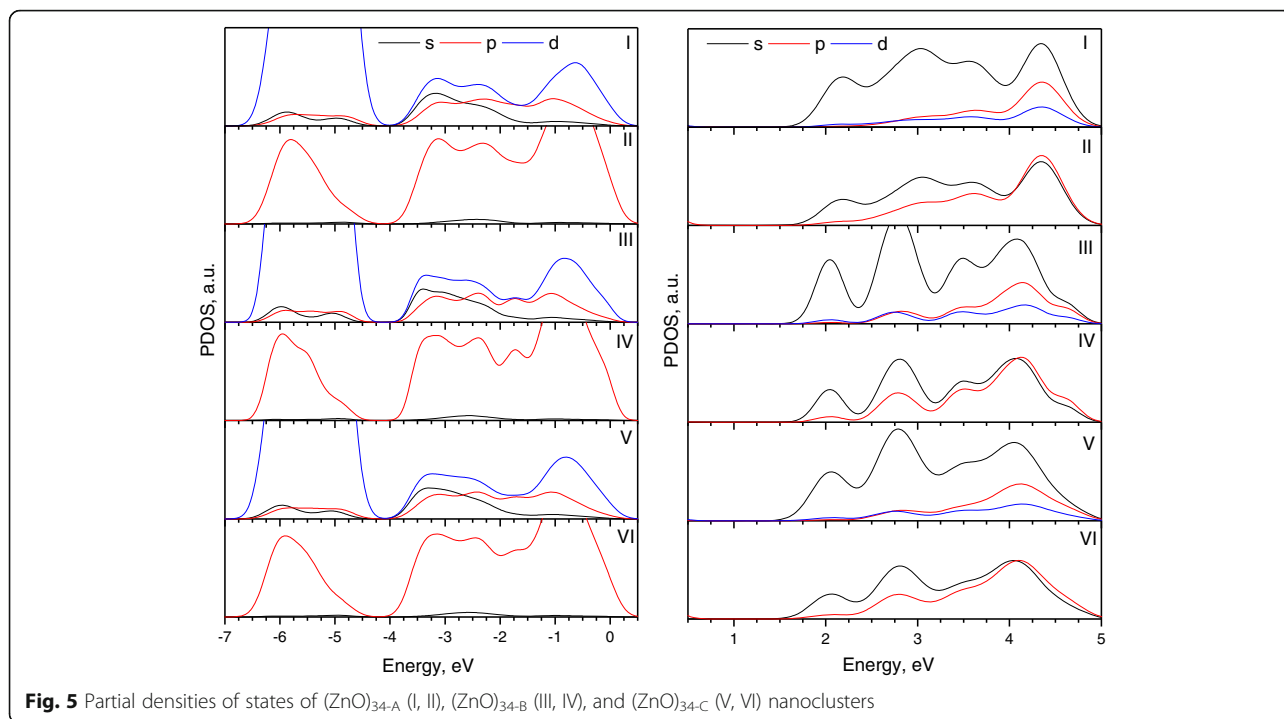 s p d I
II
III
IV
V
VI
PDOS, a.u.
-7 -6 -5 -4 -3 -2 -1 0
Energy, eV
s p d I
II
III
IV
V
VI
PDOS, a.u.
1 2 3 4 5
Energy, eV
Fig. 5 Partial densities of states of (ZnO)34-A (I, II), (ZnO)34-B (III, IV), and (ZnO)34-C (V, VI) nanoclusters